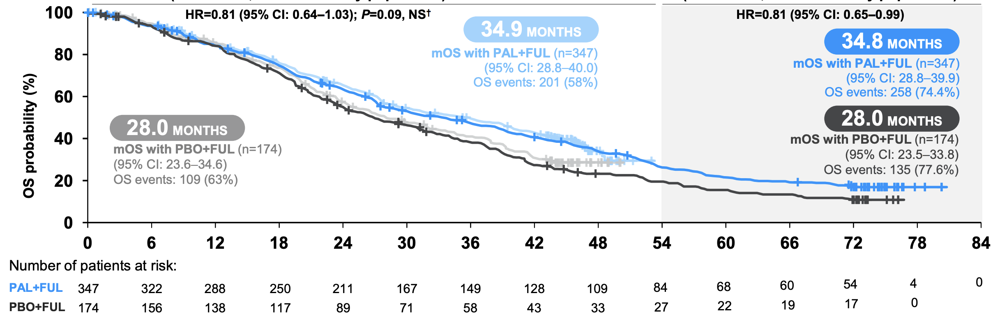 HR=0.81 (95% CI: 0.64–1.03); P=0.09, NS†
HR=0.81 (95% CI: 0.65–0.99)
34.9 MONTHS
mOS with PAL+FUL (n=347)
(95% CI: 28.8–40.0)
OS events: 201 (58%)
34.8 MONTHS
mOS with PAL+FUL (n=347)
(95% CI: 28.8–39.9)
OS events: 258 (74.4%)
28.0 MONTHS
mOS with PBO+FUL (n=174)
(95% CI: 23.6–34.6)
OS events: 109 (63%)
28.0 MONTHS
mOS with PBO+FUL (n=174)
(95% CI: 23.5–33.8)
OS events: 135 (77.6%)
OS probability (%)
100
80
60
40
20
0
0 6 12 18 24 30 36 42 48 54 60 66 72 78 84
Number of patients at risk:
PAL+FUL 347 322 288 250 211 167 149 128 109 84 68 60 54 4 0
PBO+FUL 174 156 138 117 89 71 58 43 33 27 22 19 17 0